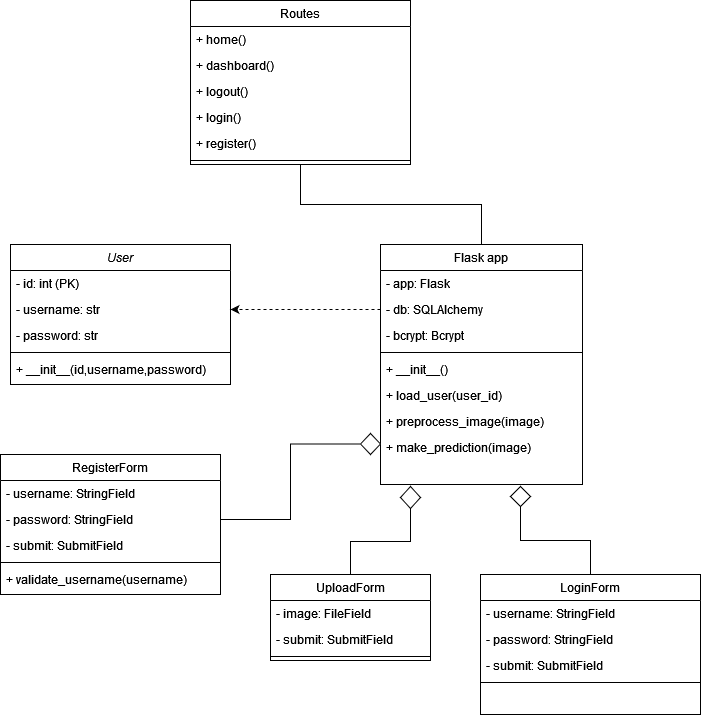 Routes
+ home()
+ dashboard()
+ logout()
+ login()
+ register()
User
- id: int (PK)
- username: str
- password: str
+ __init__(id,username,password)
Flask app
- app: Flask
- db: SQLAlchemy
- bcrypt: Bcrypt
+ __init__()
+ load_user(user_id)
+ preprocess_image(image)
+ make_prediction(image)
RegisterForm
- username: StringField
- password: StringField
- submit: SubmitField
+ validate_username(username)
UploadForm
- image: FileField
- submit: SubmitField
LoginForm
- username: StringField
- password: StringField
- submit: SubmitField